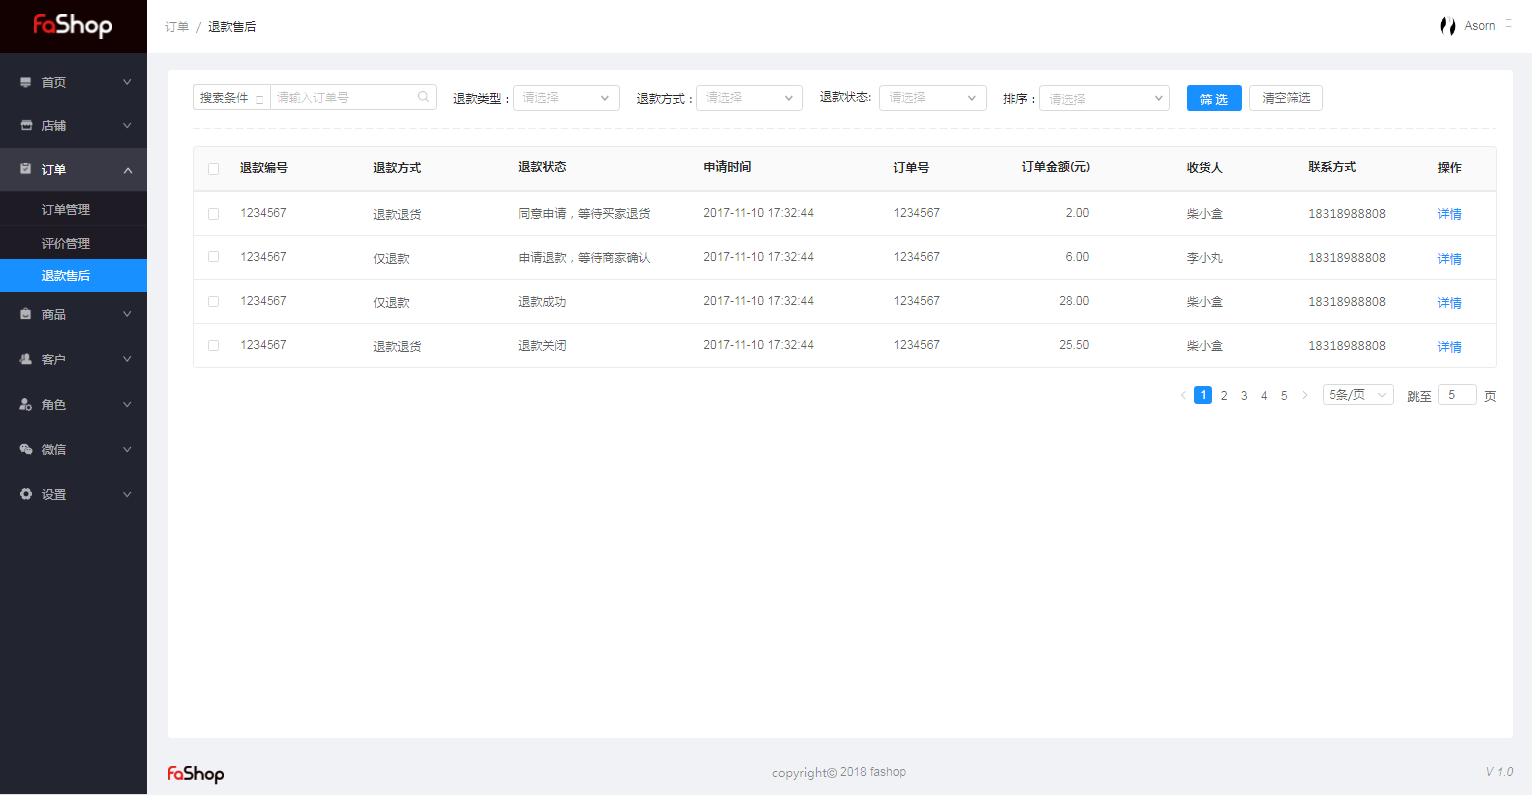 faShop
订单 / 退款售后
Asorn
首页
店铺
订单
订单管理
评价管理
退款售后
商品
客户
角色
微信
设置
搜索条件 请输入订单号 退款类型： 请选择 退款方式： 请选择 退款状态: 请选择 排序： 请选择 筛 选 清空筛选
退款编号 退款方式 退款状态 申请时间 订单号 订单金额(元) 收货人 联系方式 操作
1234567 退款退货 同意申请，等待买家退货 2017-11-10 17:32:44 1234567 2.00 柴小盒 18318988808 详情
1234567 仅退款 申请退款，等待商家确认 2017-11-10 17:32:44 1234567 6.00 李小丸 18318988808 详情
1234567 仅退款 退款成功 2017-11-10 17:32:44 1234567 28.00 柴小盒 18318988808 详情
1234567 退款退货 退款关闭 2017-11-10 17:32:44 1234567 25.50 柴小盒 18318988808 详情
1 2 3 4 5 5条/页 跳至 5 页
faShop
copyright© 2018 fashop
V 1.0